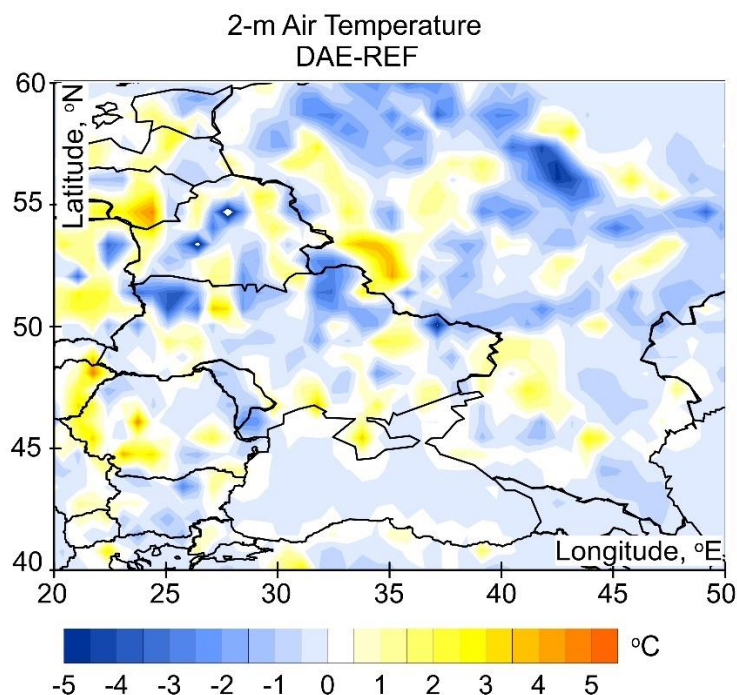 2-m Air Temperature
DAE-REF
Latitude, °N
60
55
50
45
40
Longitude, °E
20 25 30 35 40 45 50
-5 -4 -3 -2 -1 0 1 2 3 4 5 °C